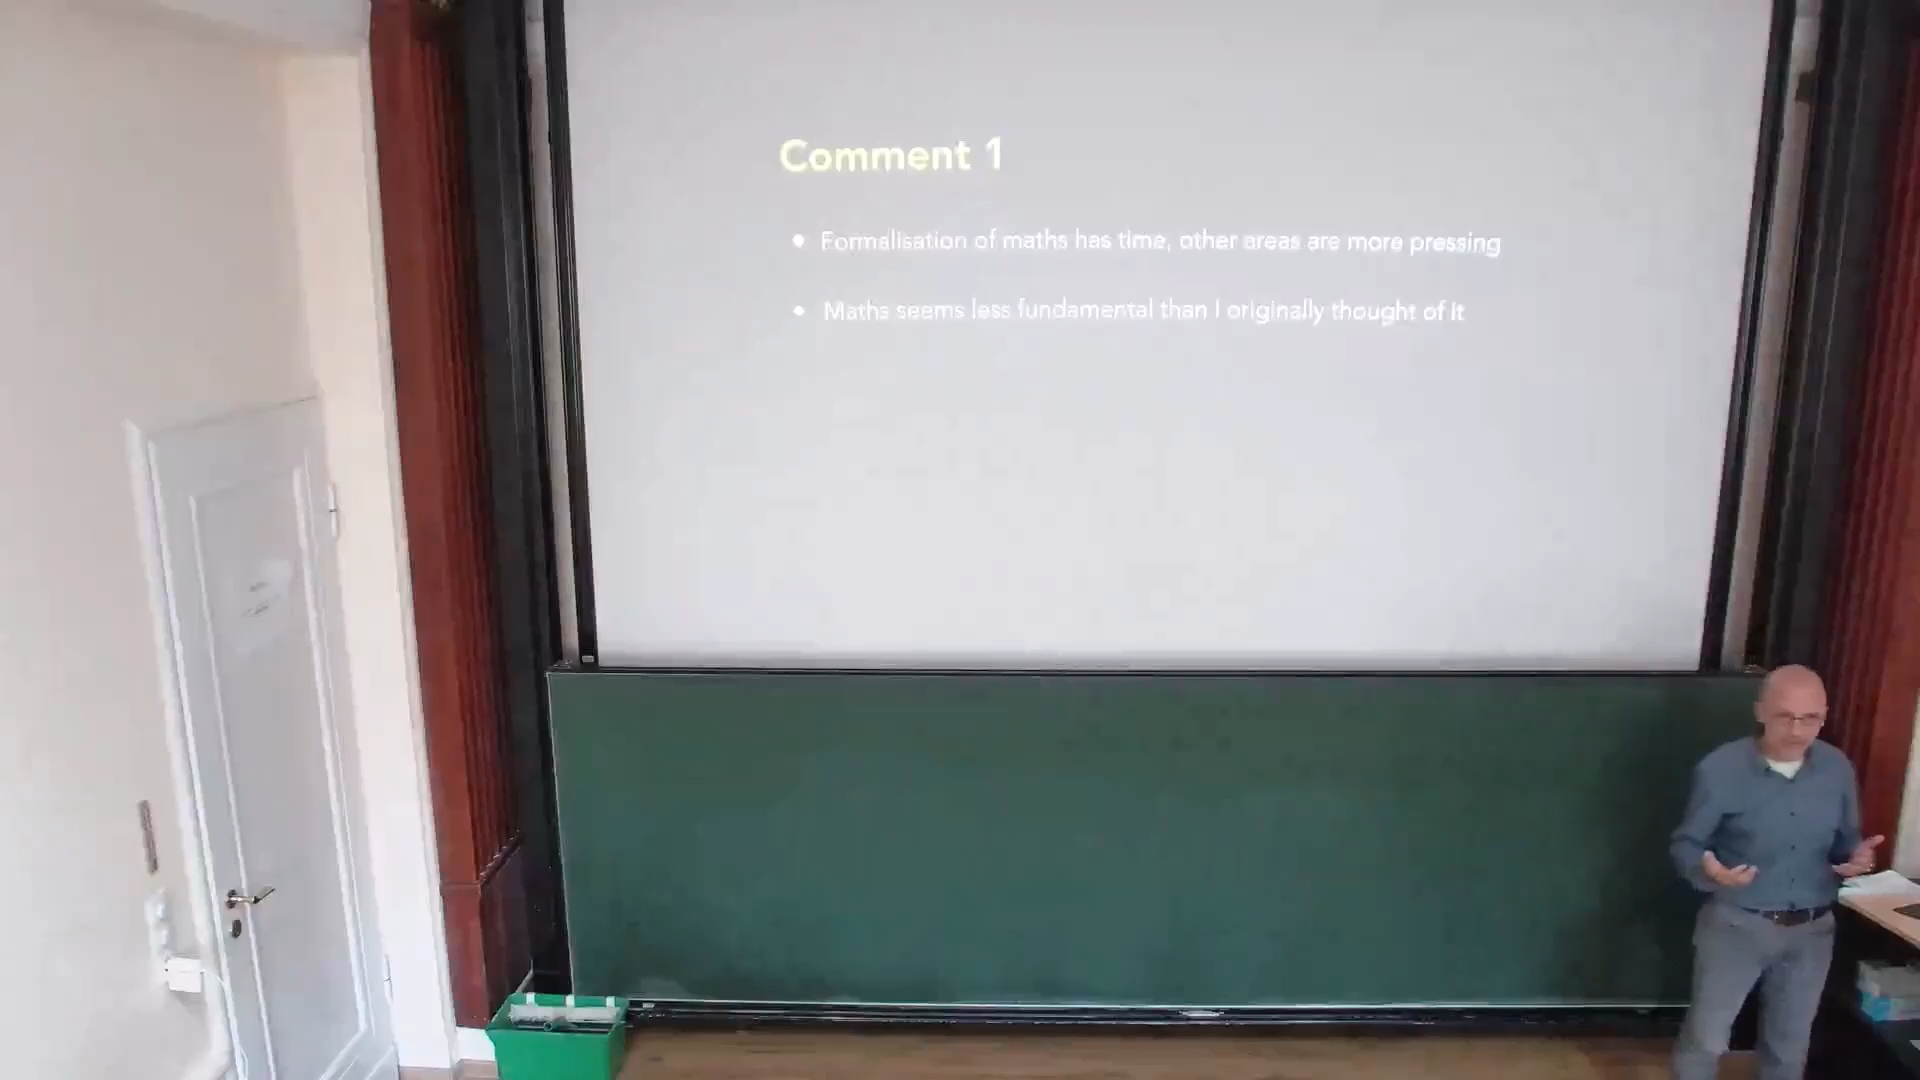 Comment 1
• Formalisation of maths has time, other areas are more pressing
• Maths seems less fundamental than I originally thought of it